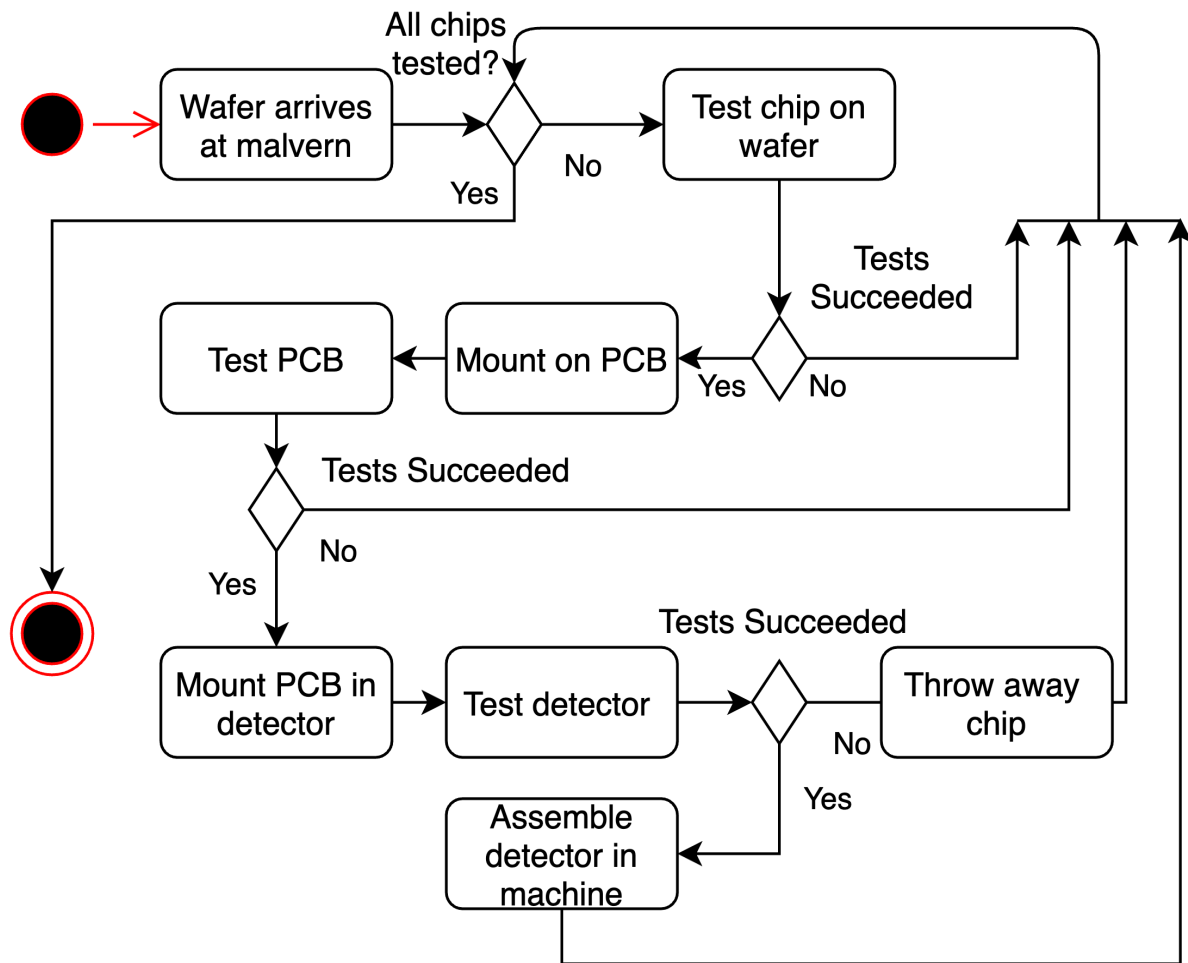 All chips
tested?
Wafer arrives
at malvern
Test chip on
wafer
No
Yes
Tests
Succeeded
Test PCB
Mount on PCB
Yes
No
Tests Succeeded
No
Yes
Tests Succeeded
Mount PCB in
detector
Test detector
Throw away
chip
No
Yes
Assemble
detector in
machine